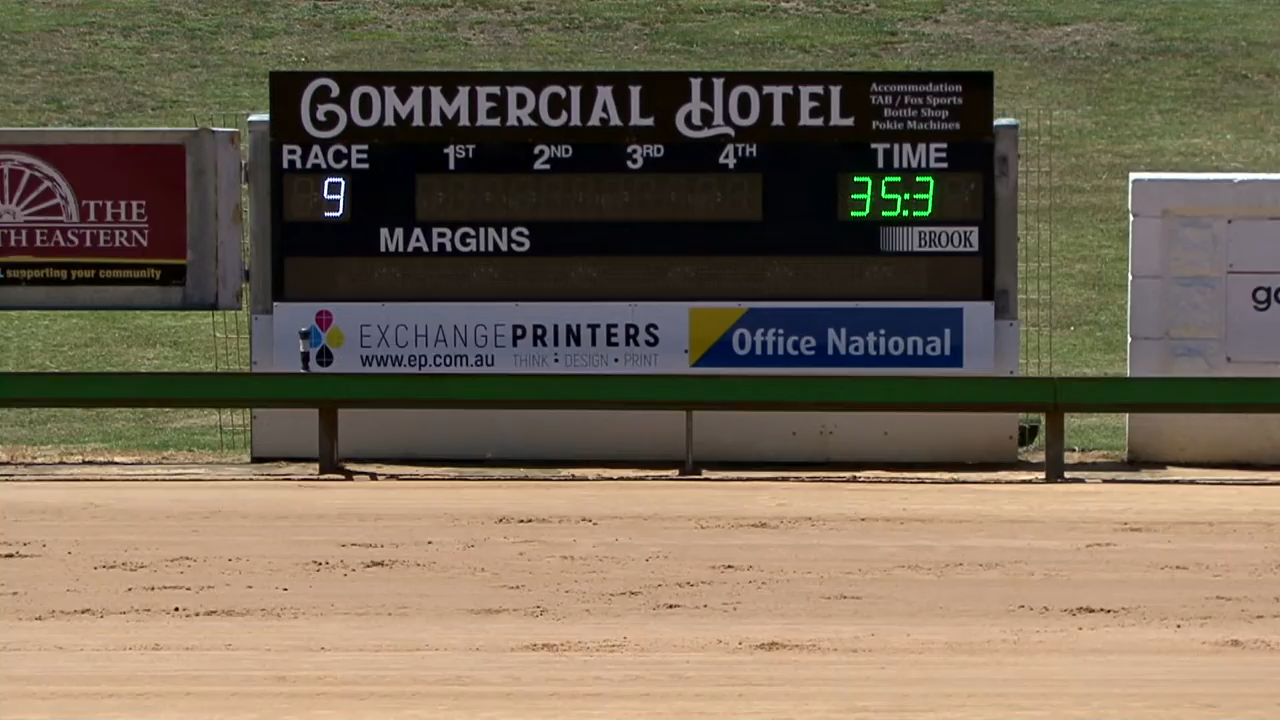 COMMERCIAL HOTEL
Accommodation
TAB / Fox Sports
Bottle Shop
Pokie Machines
RACE 1ST 2ND 3RD 4TH TIME
9 35:3
MARGINS
BROOK
THE
TH EASTERN
supporting your community
EXCHANGEPRINTERS
www.ep.com.au THINK • DESIGN • PRINT
Office National